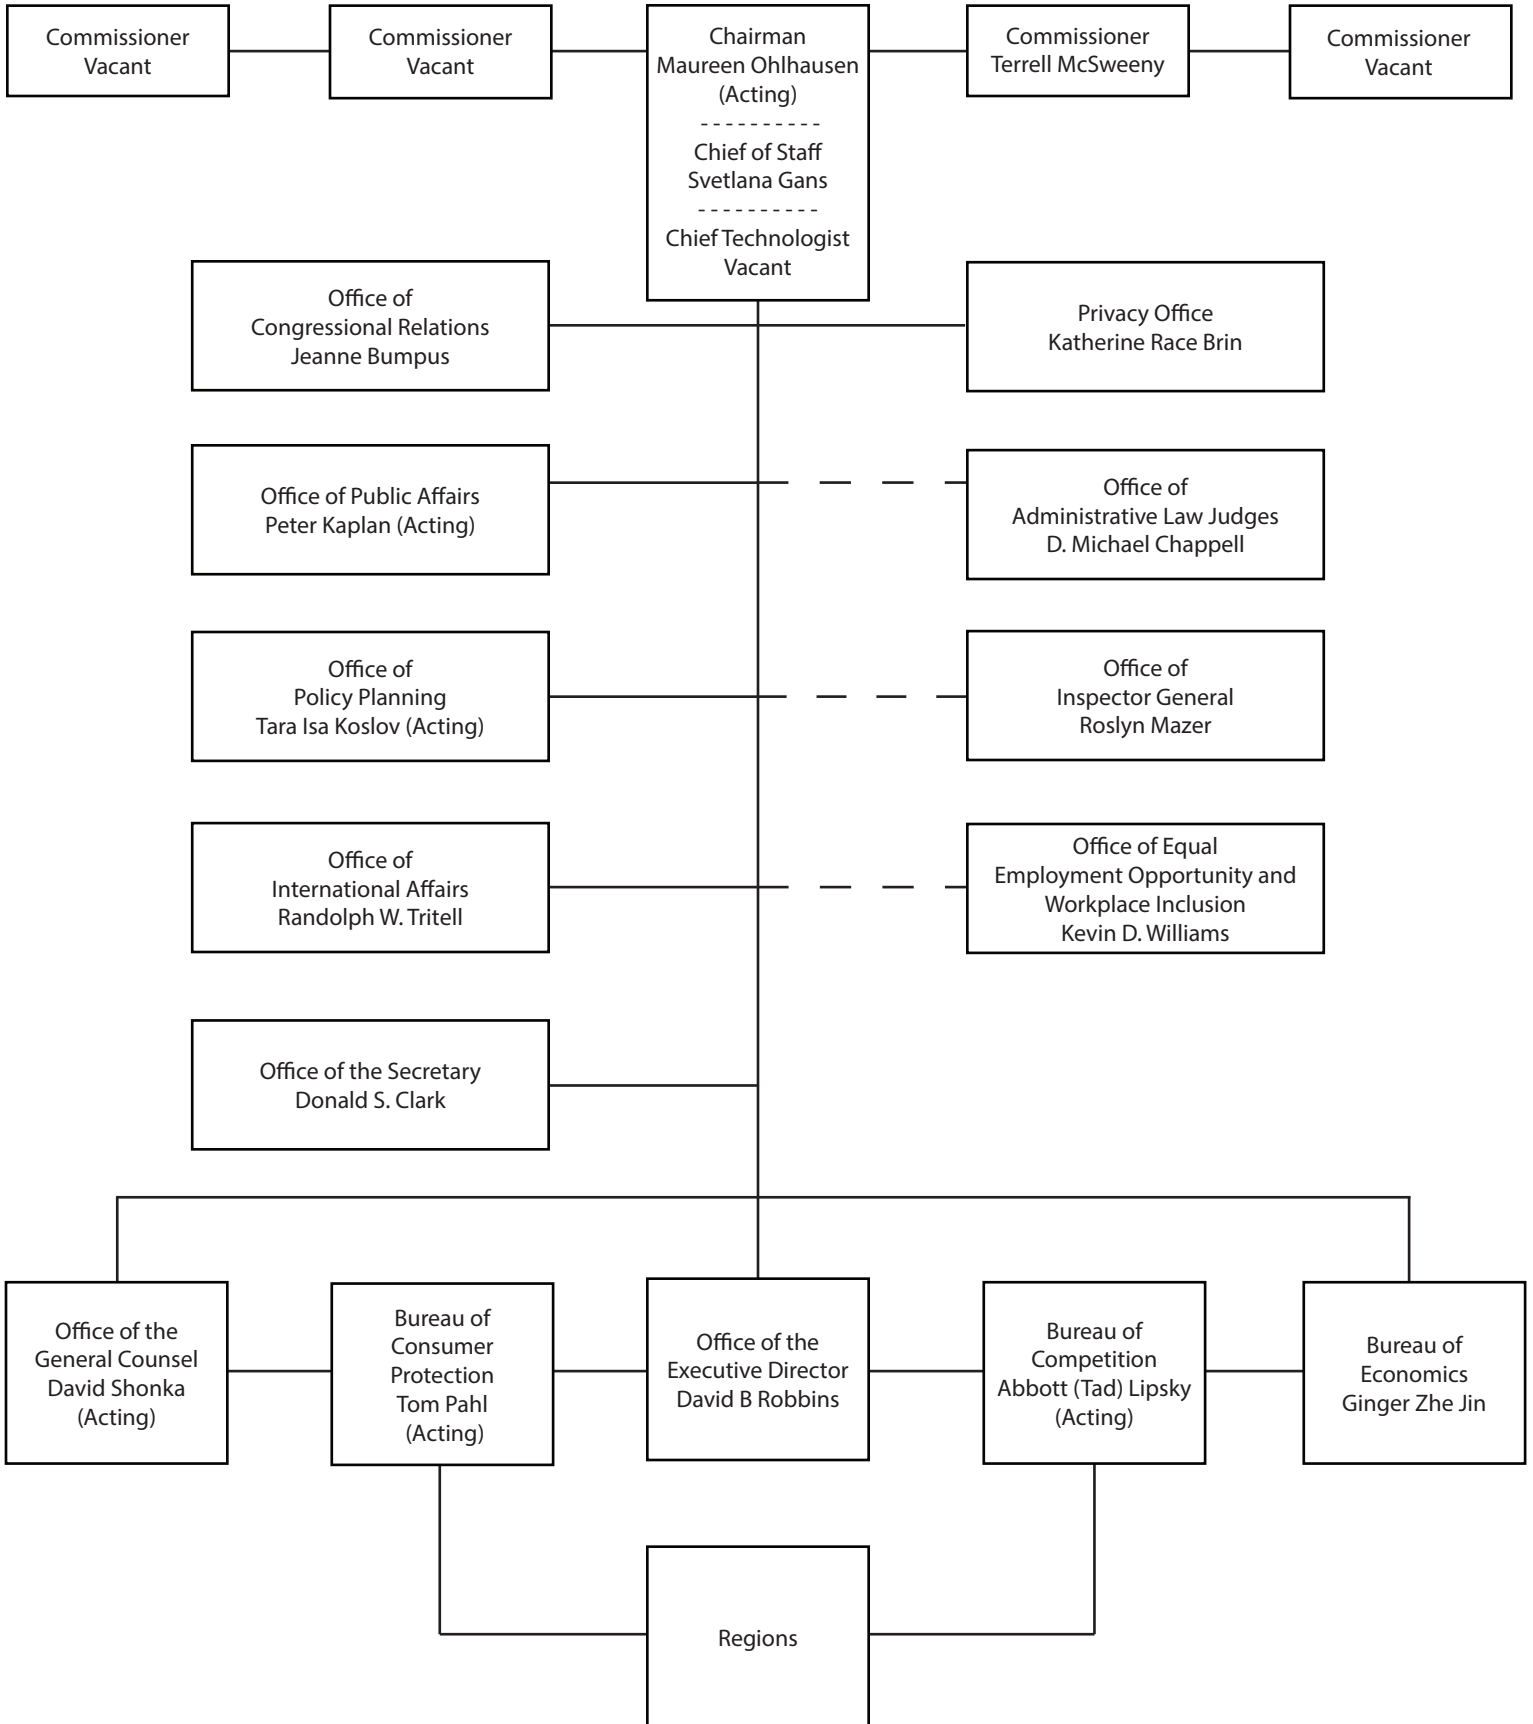 Commissioner
Vacant
Commissioner
Vacant
Chairman
Maureen Ohlhausen
(Acting)
----------
Chief of Staff
Svetlana Gans
----------
Chief Technologist
Vacant
Commissioner
Terrell McSweeny
Commissioner
Vacant
Office of
Congressional Relations
Jeanne Bumpus
Privacy Office
Katherine Race Brin
Office of Public Affairs
Peter Kaplan (Acting)
Office of
Administrative Law Judges
D. Michael Chappell
Office of
Policy Planning
Tara Isa Koslov (Acting)
Office of
Inspector General
Roslyn Mazer
Office of
International Affairs
Randolph W. Tritell
Office of Equal
Employment Opportunity and
Workplace Inclusion
Kevin D. Williams
Office of the Secretary
Donald S. Clark
Office of the
General Counsel
David Shonka
(Acting)
Bureau of
Consumer
Protection
Tom Pahl
(Acting)
Office of the
Executive Director
David B Robbins
Bureau of
Competition
Abbott (Tad) Lipsky
(Acting)
Bureau of
Economics
Ginger Zhe Jin
Regions